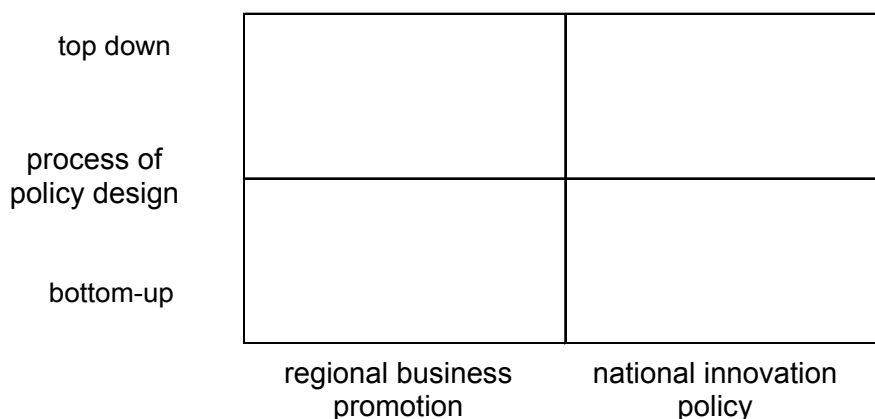 top down
process of
policy design
bottom-up
regional business
promotion
national innovation
policy